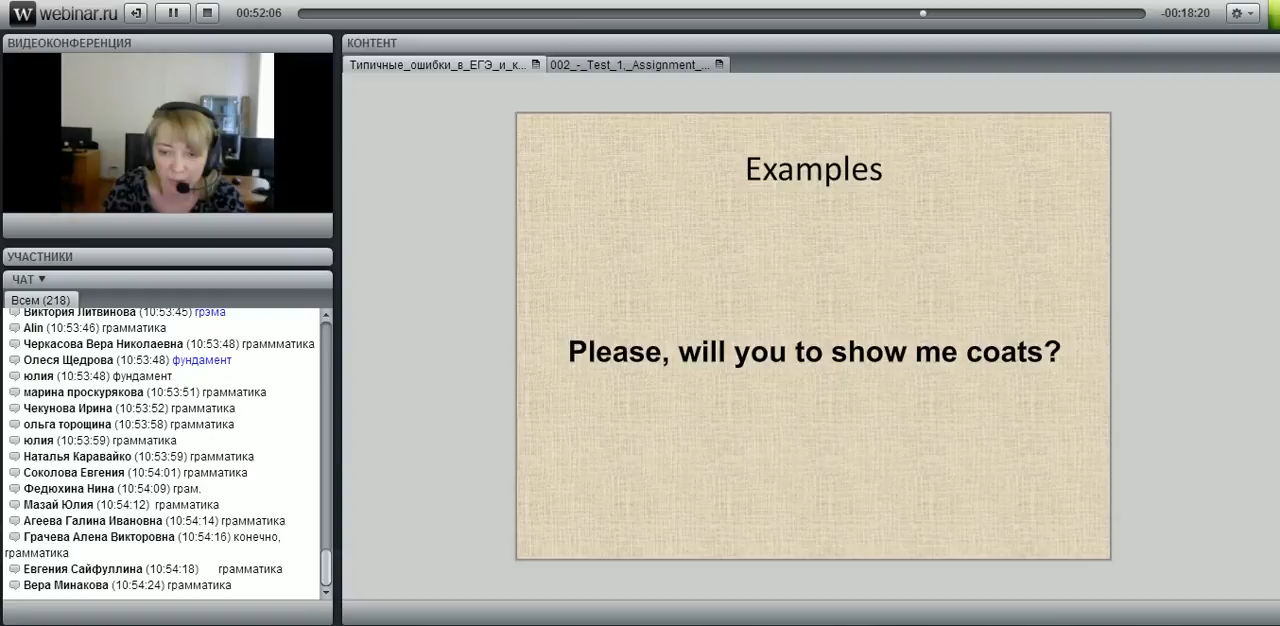 W webinar.ru
00:52:06
-00:18:20
ВИДЕОКОНФЕРЕНЦИЯ
КОНТЕНТ
Типичные_ошибки_в_ЕГЭ_и_к...
002_-_Test_1,_Assignment_...
Examples
Please, will you to show me coats?
УЧАСТНИКИ
ЧАТ
Всем (218)
Виктория Литвинова (10:53:45) грэма
Alin (10:53:46) грамматика
Черкасова Вера Николаевна (10:53:48) граммматика
Олеся Щедрова (10:53:48) фундамент
юлия (10:53:48) фундамент
марина проскурякова (10:53:51) грамматика
Чекунова Ирина (10:53:52) грамматика
ольга торощина (10:53:58) грамматика
юлия (10:53:59) грамматика
Наталья Каравайко (10:53:59) грамматика
Соколова Евгения (10:54:01) грамматика
Федюхина Нина (10:54:09) грам.
Мазай Юлия (10:54:12) грамматика
Агеева Галина Ивановна (10:54:14) грамматика
Грачева Алена Викторовна (10:54:16) конечно,
грамматика
Евгения Сайфуллина (10:54:18) грамматика
Вера Минакова (10:54:24) грамматика